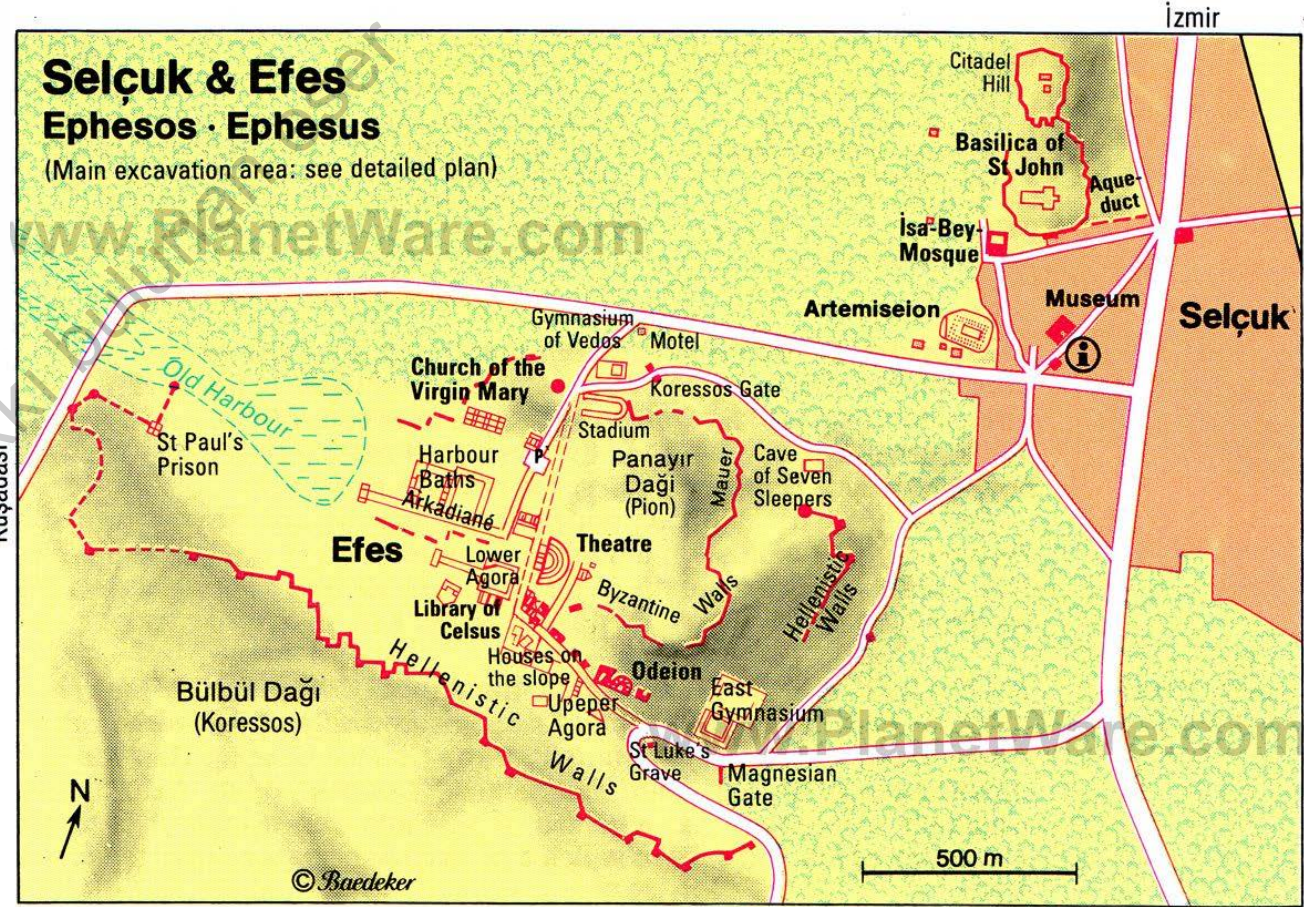 İzmir
Selçuk & Efes
Ephesos · Ephesus
(Main excavation area: see detailed plan)
www.PlanetWare.com
Citadel
Hill
Basilica of
St John
Aque-
duct
İsa-Bey-
Mosque
Artemiseion
Museum
Selçuk
Gymnasium
of Vedos
Motel
Church of the
Virgin Mary
Koressos Gate
Old Harbour
Stadium
St Paul's
Prison
Harbour
Baths
P
Panayır
Daği
(Pion)
Mauer
Cave
of Seven
Sleepers
Arkadiané
Kuşadası
Efes
Lower
Agora
Theatre
Byzantine Walls
Hellenistic
Walls
Library of
Celsus
Houses on
the slope
Odeion
Hellenistic Walls
Bülbül Daği
(Koressos)
Upeper
Agora
East
Gymnasium
www.PlanetWare.com
St Luke's
Grave
Magnesian
Gate
N
500 m
© Baedeker